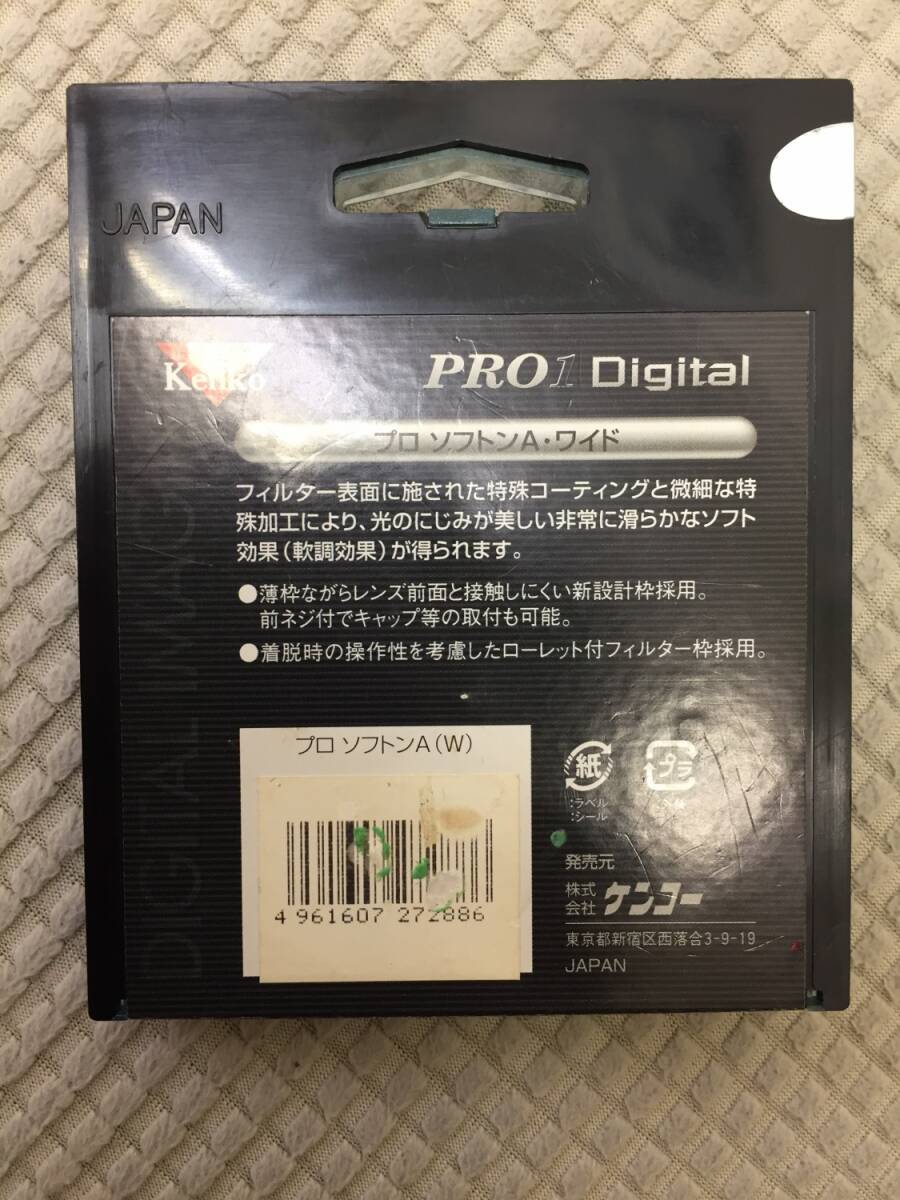 JAPAN
Kenko
PRO1 Digital
プロ ソフトンA・ワイド
フィルター表面に施された特殊コーティングと微細な特
殊加工により、光のにじみが美しい非常に滑らかなソフト
効果(軟調効果)が得られます。
●薄枠ながらレンズ前面と接触しにくい新設計枠採用。
前ネジ付でキャップ等の取付も可能。
●着脱時の操作性を考慮したローレット付フィルター枠採用。
プロ ソフトンA(W)
4 961607 272886
紙
:ラベル
:シール
プラ
発売元
株式会社 ケンコー
東京都新宿区西落合3-9-19
JAPAN